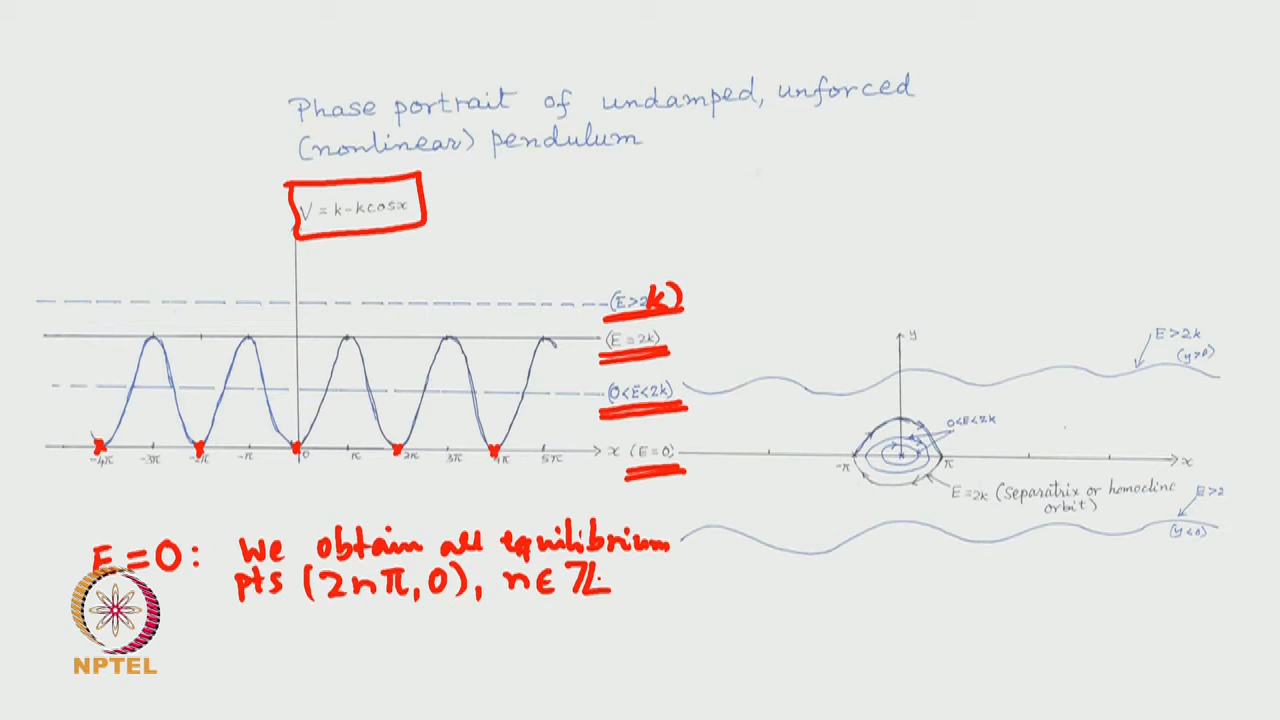 Phase portrait of undamped, unforced
(nonlinear) pendulum
V = k-kcosx
(E>2k)
(E=2k)
(0<E<2k)
-4π -3π -2π -π 0 π 2π 3π 4π 5π x (E=0)
y
E>2k
(y>0)
0<E<2k
-π π x
E=2k (separatrix or homoclinic
orbit)
E>2
(y<0)
E=0: We obtain all equilibrium
pts (2nπ, 0), n∈ℤ
NPTEL